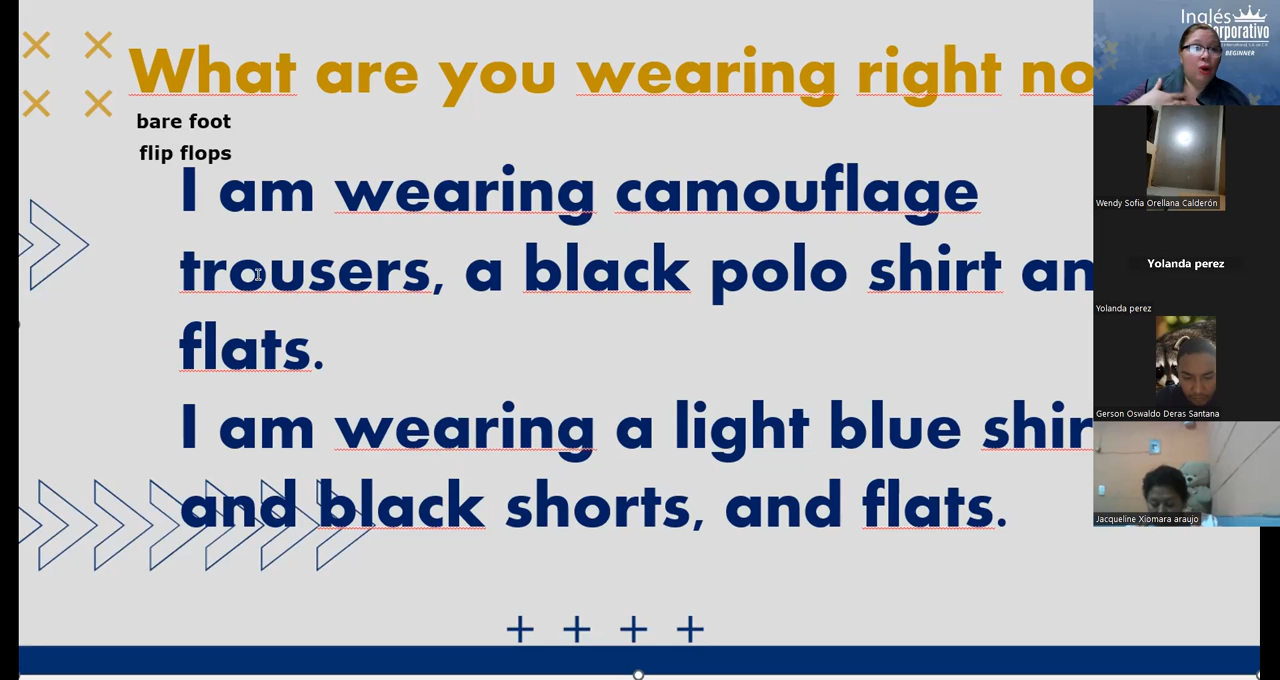 What are you wearing right no
bare foot
flip flops
I am wearing camouflage
trousers, a black polo shirt an
flats.
I am wearing a light blue shir
and black shorts, and flats.
Inglés
Corporativo
BEGINNER
Wendy Sofia Orellana Calderón
Yolanda perez
Yolanda perez
Gerson Oswaldo Deras Santana
Jacqueline Xiomara araujo